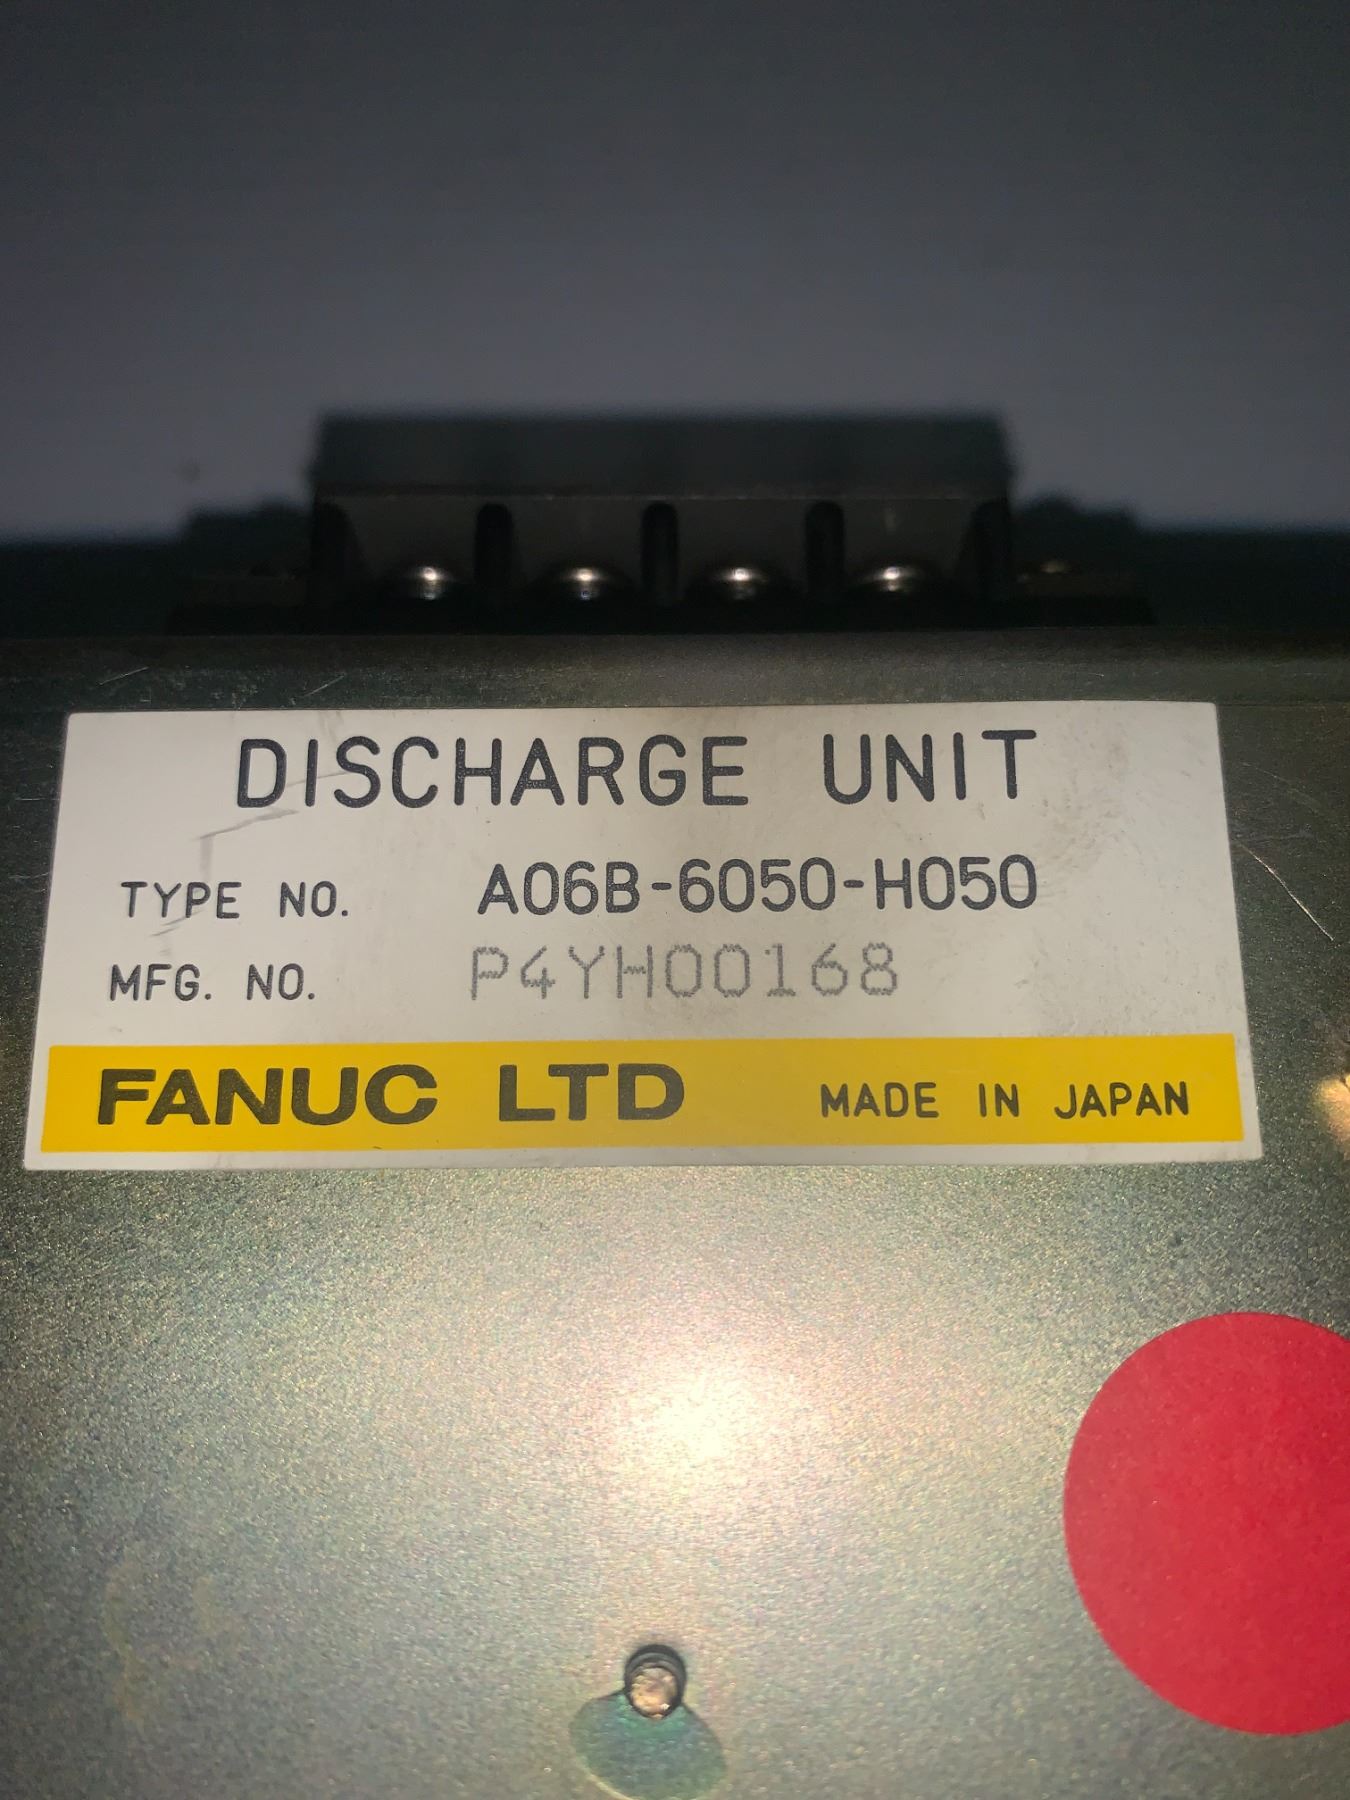 DISCHARGE UNIT
TYPE NO. A06B-6050-H050
MFG. NO. P4YH00168
FANUC LTD MADE IN JAPAN